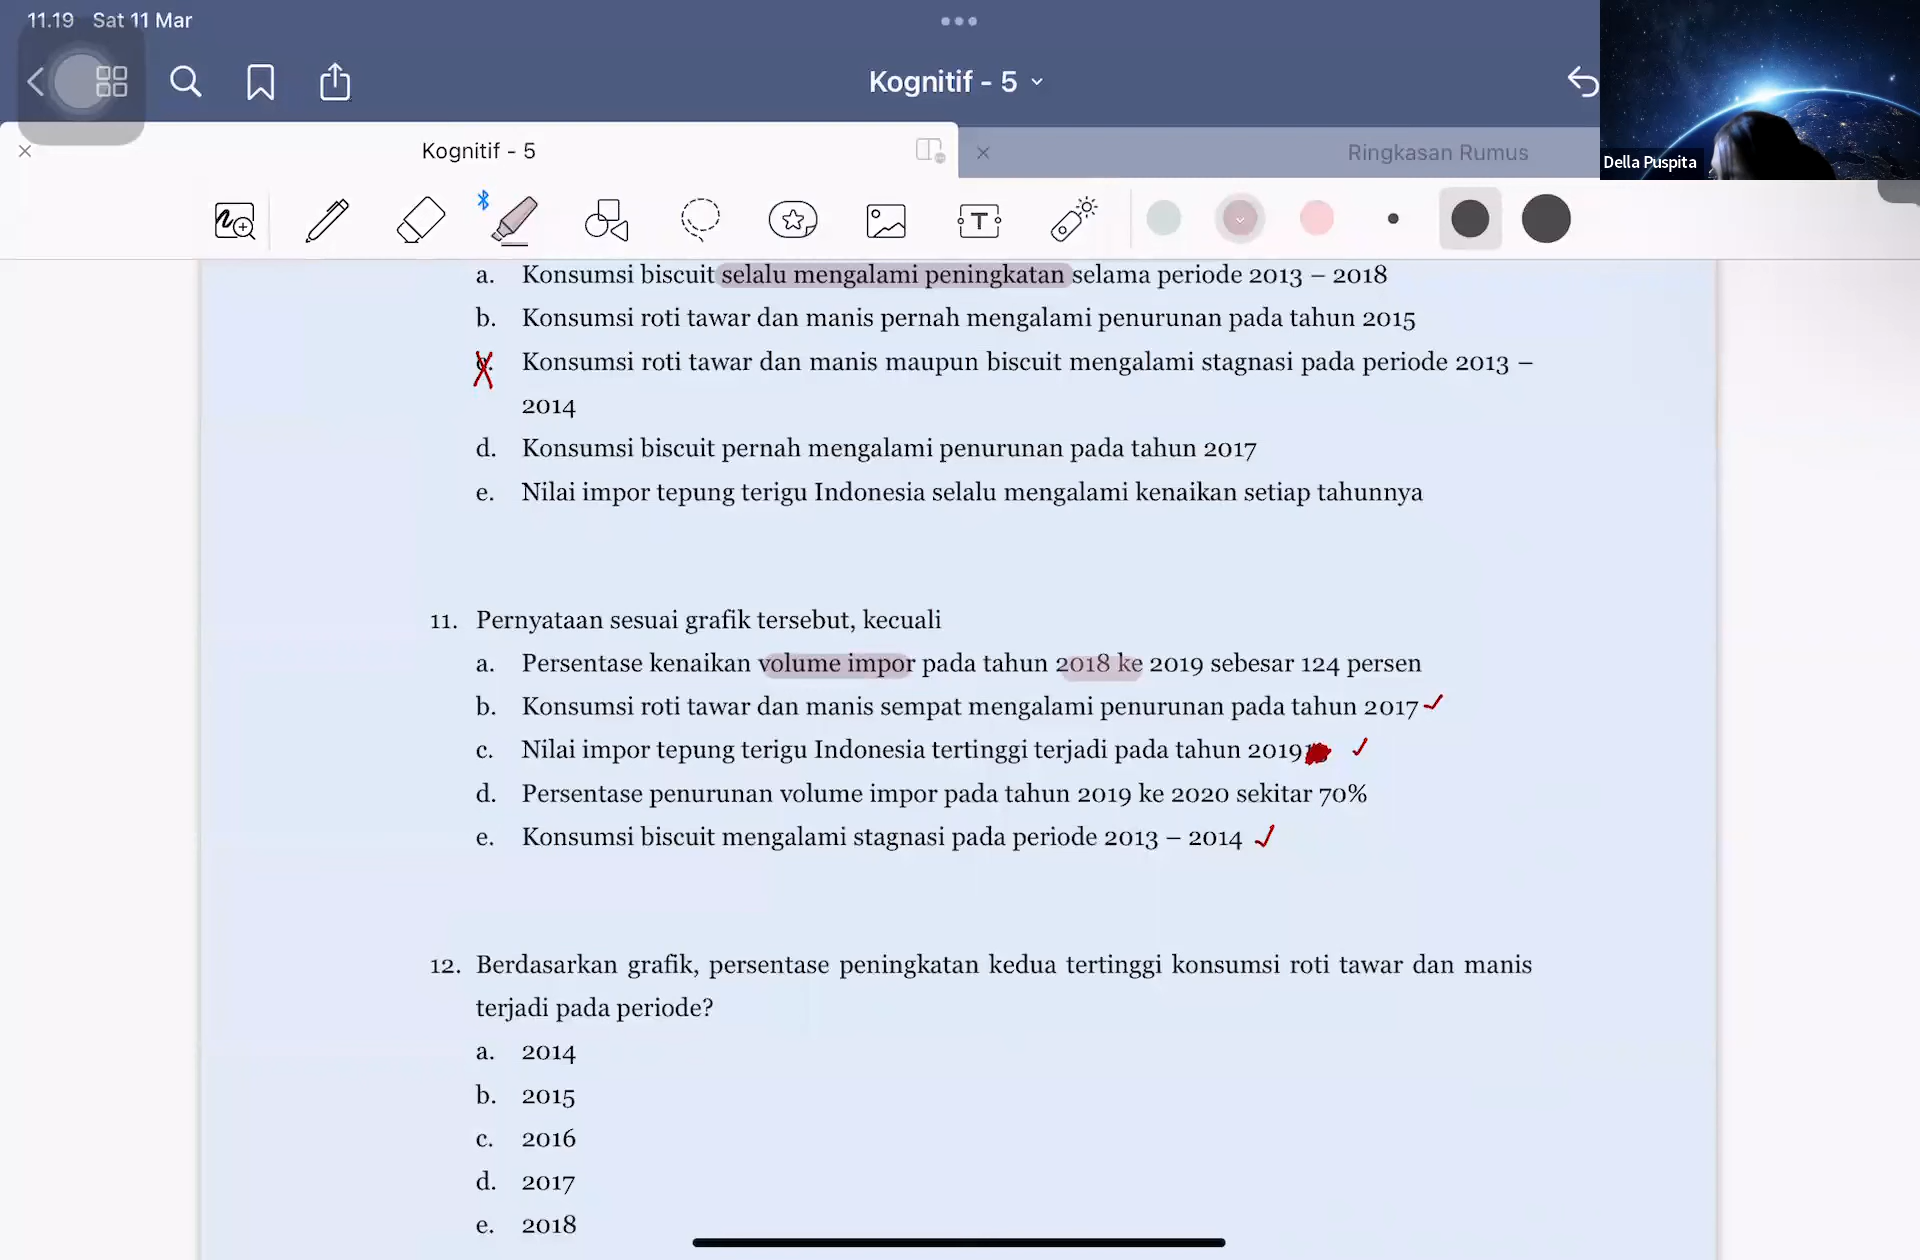 11.19 Sat 11 Mar
Kognitif - 5
Kognitif - 5
Ringkasan Rumus
Della Puspita
T
a. Konsumsi biscuit selalu mengalami peningkatan selama periode 2013 – 2018
b. Konsumsi roti tawar dan manis pernah mengalami penurunan pada tahun 2015
c. Konsumsi roti tawar dan manis maupun biscuit mengalami stagnasi pada periode 2013 –
2014
d. Konsumsi biscuit pernah mengalami penurunan pada tahun 2017
e. Nilai impor tepung terigu Indonesia selalu mengalami kenaikan setiap tahunnya
11. Pernyataan sesuai grafik tersebut, kecuali
a. Persentase kenaikan volume impor pada tahun 2018 ke 2019 sebesar 124 persen
b. Konsumsi roti tawar dan manis sempat mengalami penurunan pada tahun 2017
c. Nilai impor tepung terigu Indonesia tertinggi terjadi pada tahun 2019
d. Persentase penurunan volume impor pada tahun 2019 ke 2020 sekitar 70%
e. Konsumsi biscuit mengalami stagnasi pada periode 2013 – 2014
12. Berdasarkan grafik, persentase peningkatan kedua tertinggi konsumsi roti tawar dan manis
terjadi pada periode?
a. 2014
b. 2015
c. 2016
d. 2017
e. 2018